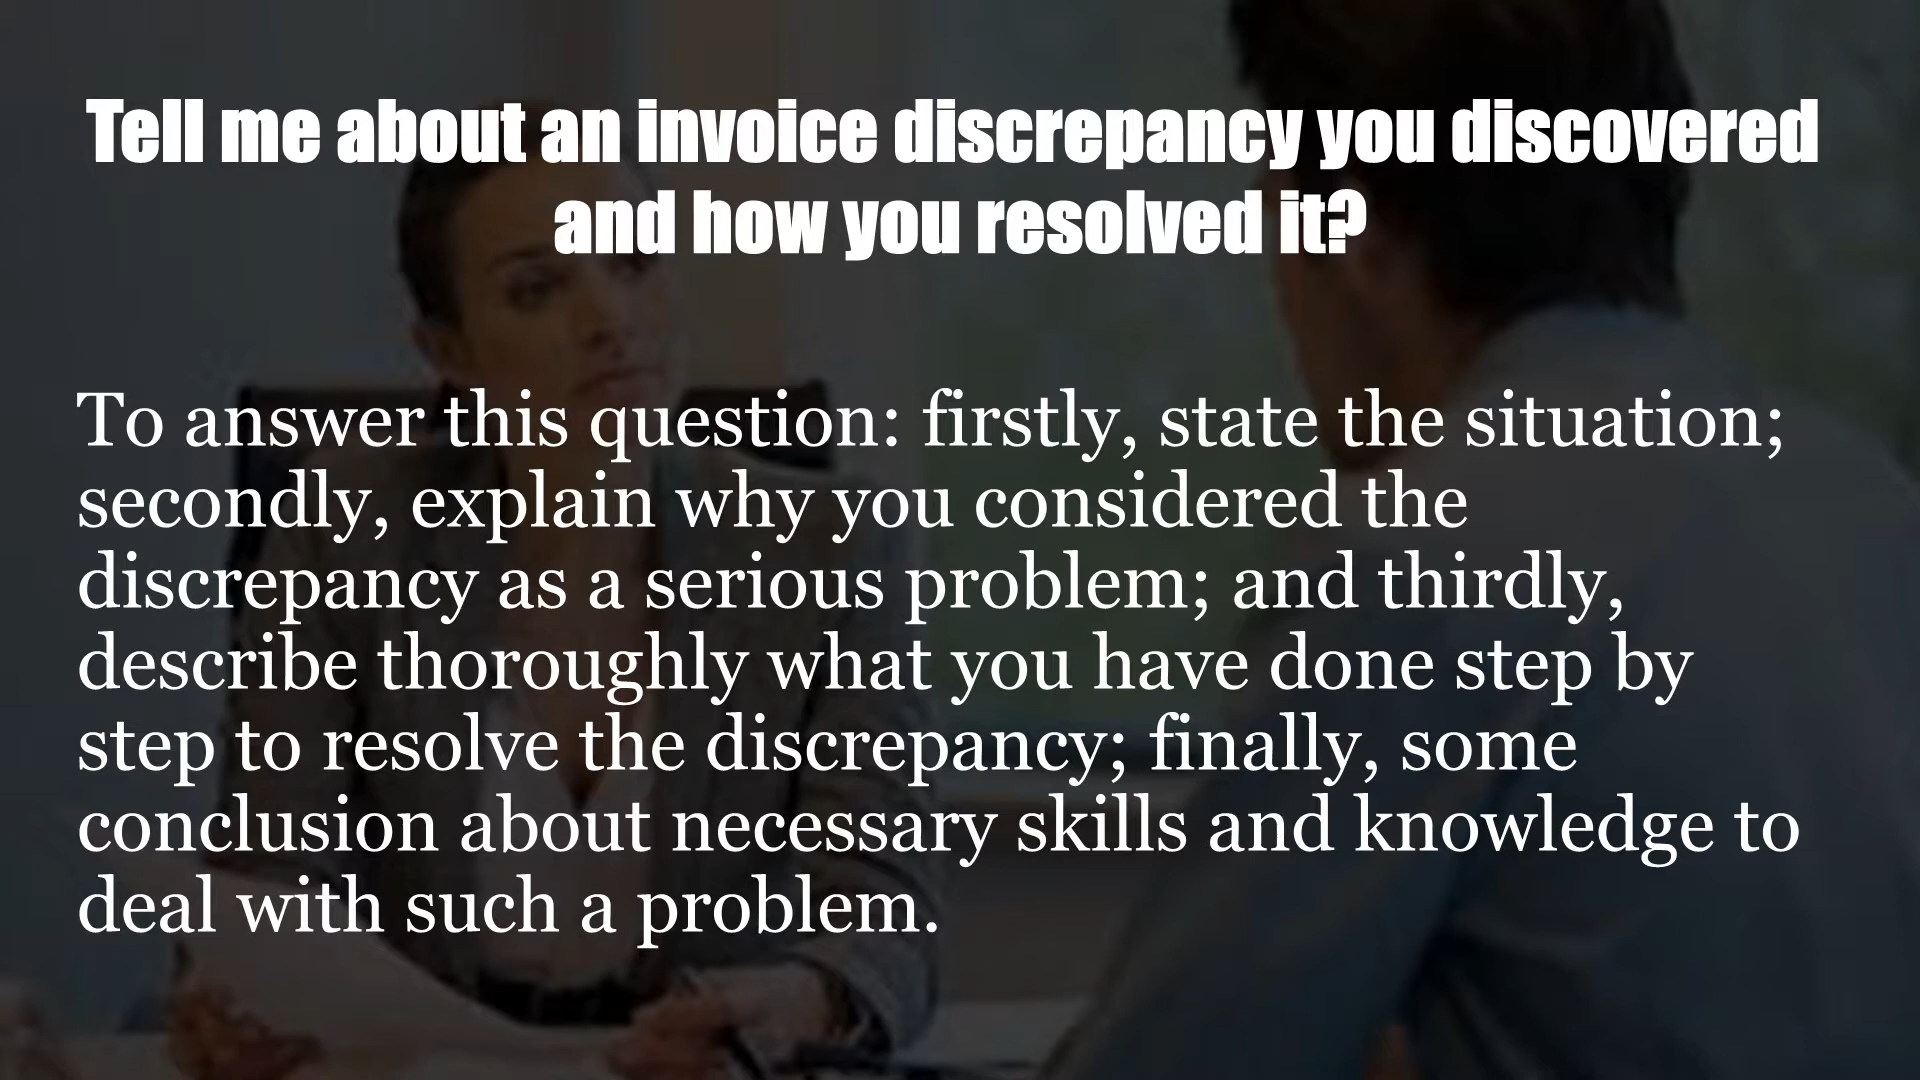 Tell me about an invoice discrepancy you discovered
and how you resolved it?
To answer this question: firstly, state the situation;
secondly, explain why you considered the
discrepancy as a serious problem; and thirdly,
describe thoroughly what you have done step by
step to resolve the discrepancy; finally, some
conclusion about necessary skills and knowledge to
deal with such a problem.